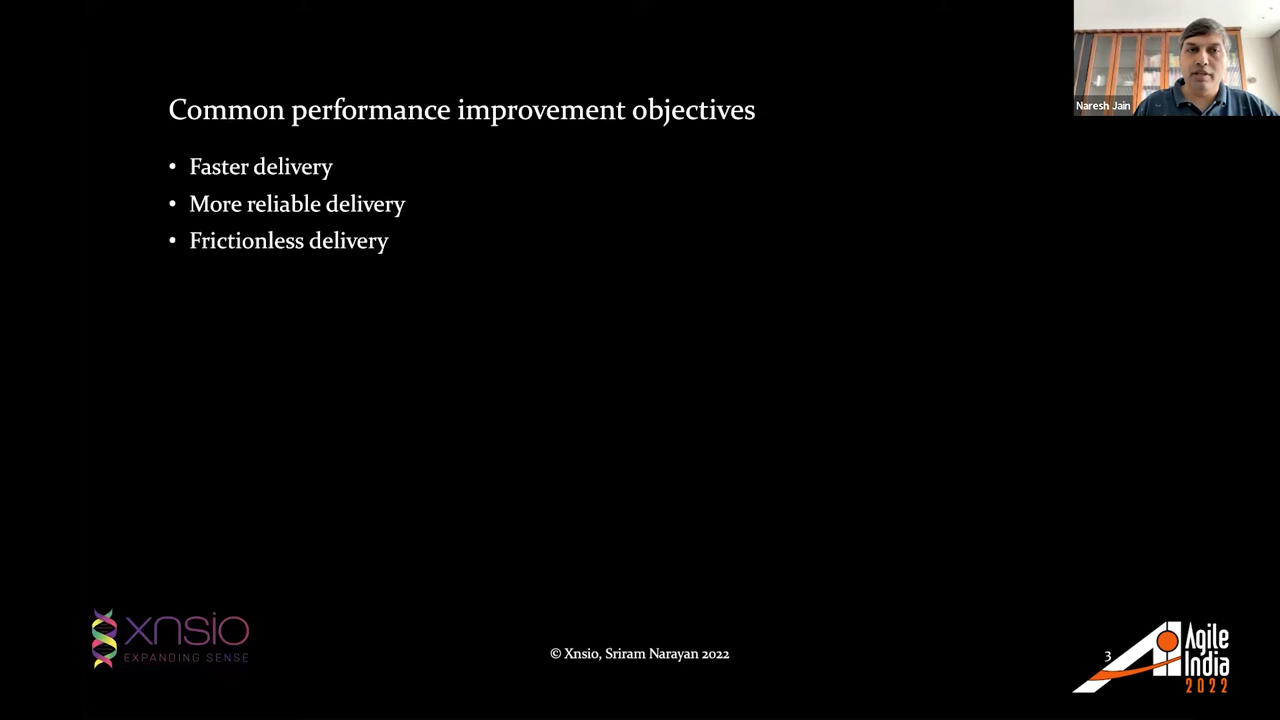 Common performance improvement objectives
• Faster delivery
• More reliable delivery
• Frictionless delivery
Naresh Jain
xnsio
EXPANDING SENSE
© Xnsio, Sriram Narayan 2022
3
Agile
India
2022